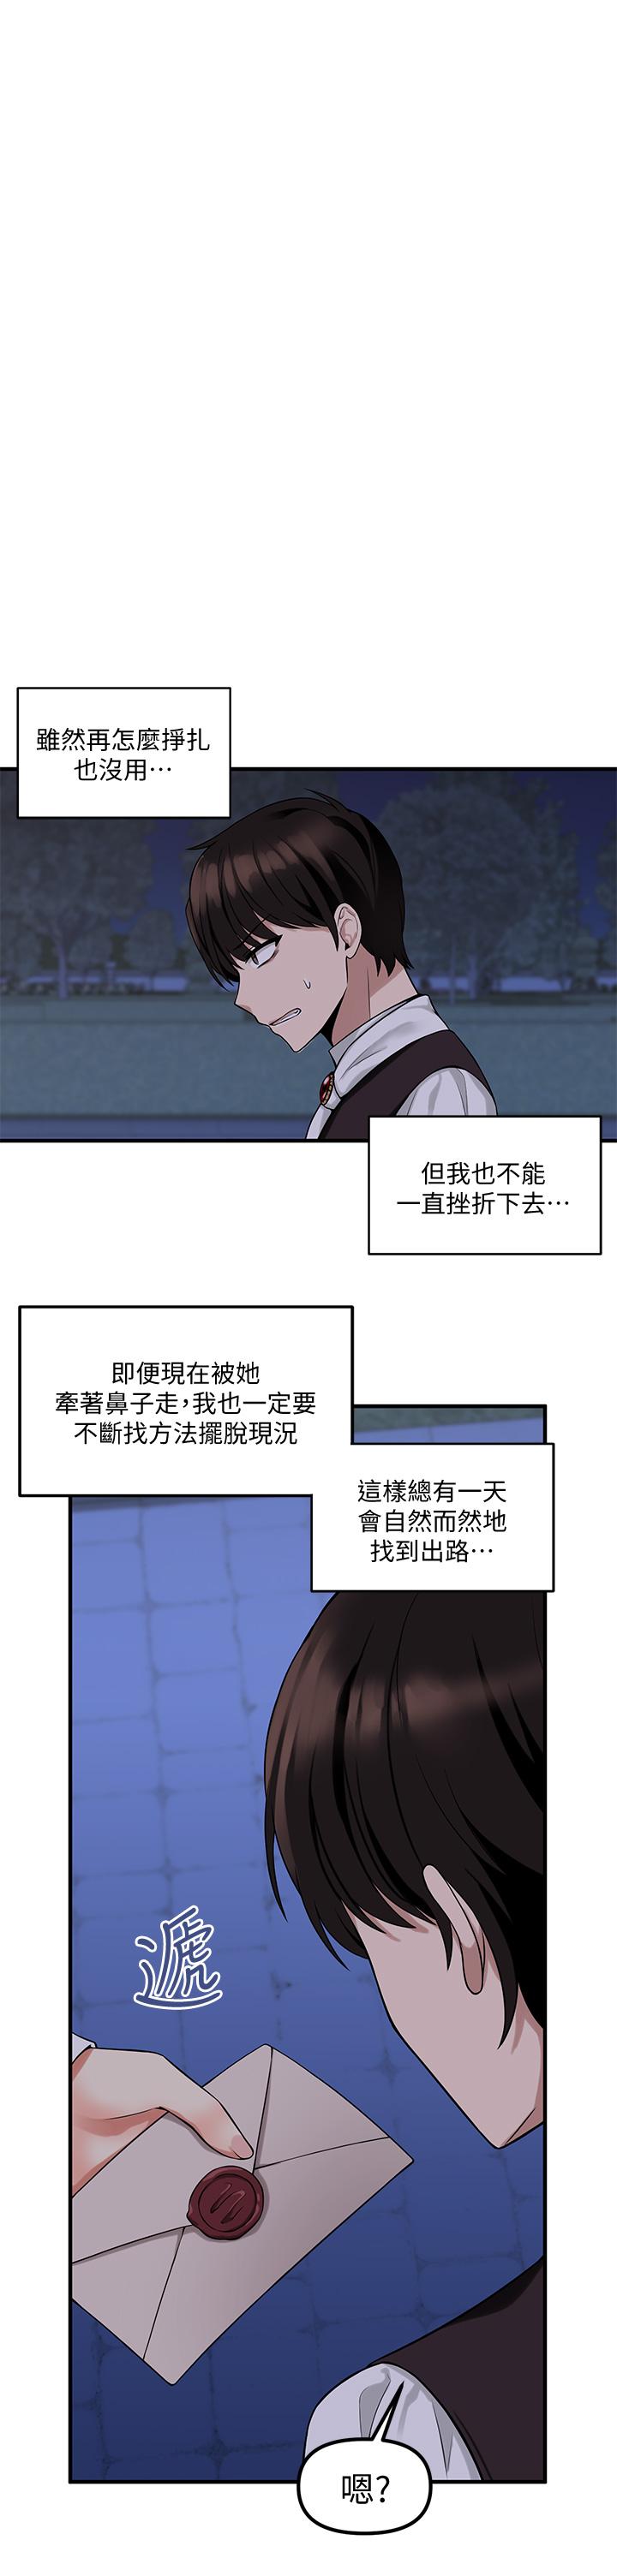 雖然再怎麼掙扎
也沒用…
但我也不能
一直挫折下去…
即便現在被她
牽著鼻子走，我也一定要
不斷找方法擺脫現況
這樣總有一天
會自然而然地
找到出路…
遞
嗯?